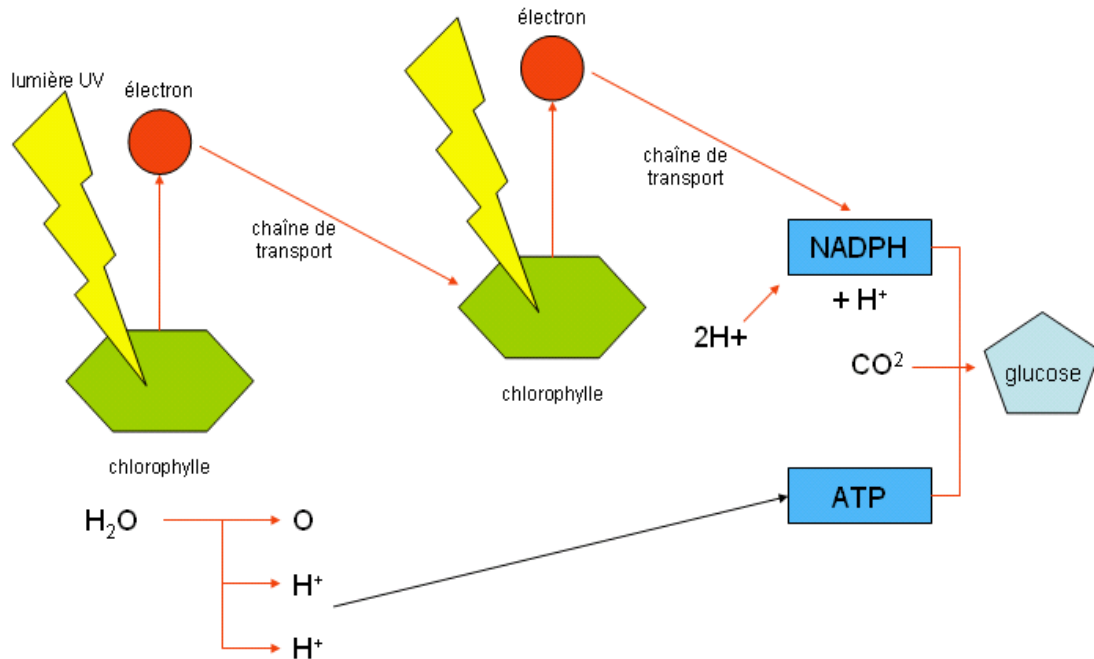 électron
lumière UV
électron
chaîne de
transport
chaîne de
transport
NADPH
+ H⁺
2H+
CO²
glucose
chlorophylle
chlorophylle
ATP
H₂O
O
H⁺
H⁺